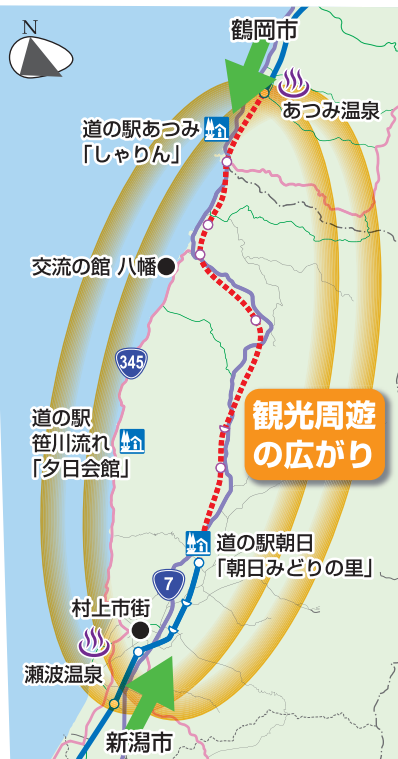 N
鶴岡市
あつみ温泉
道の駅あつみ
「しゃりん」
交流の館 八幡
345
道の駅
笹川流れ
「夕日会館」
観光周遊
の広がり
道の駅朝日
「朝日みどりの里」
7
村上市街
瀬波温泉
新潟市